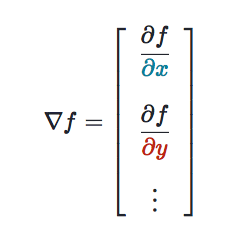 ∇f = [ ∂f/∂x
∂f/∂y
⋮ ]